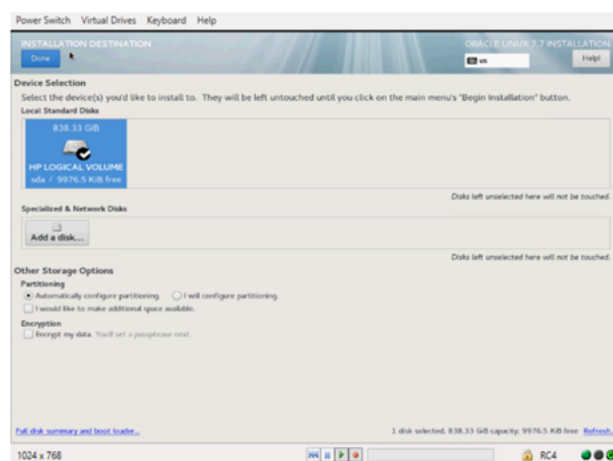 Power Switch Virtual Drives Keyboard Help
INSTALLATION DESTINATION
ORACLE LINUX 7.7 INSTALLATION
Done
us
Help!
Device Selection
Select the device(s) you'd like to install to. They will be left untouched until you click on the main menu's "Begin Installation" button.
Local Standard Disks
838.33 GiB
HP LOGICAL VOLUME
sda / 9976.5 KiB free
Disks left unselected here will not be touched.
Specialized & Network Disks
Add a disk...
Disks left unselected here will not be touched.
Other Storage Options
Partitioning
Automatically configure partitioning. I will configure partitioning.
I would like to make additional space available.
Encryption
Encrypt my data. You'll set a passphrase next.
Full disk summary and boot loader...
1 disk selected; 838.33 GiB capacity; 9976.5 KiB free Refresh...
1024 x 768
RC4